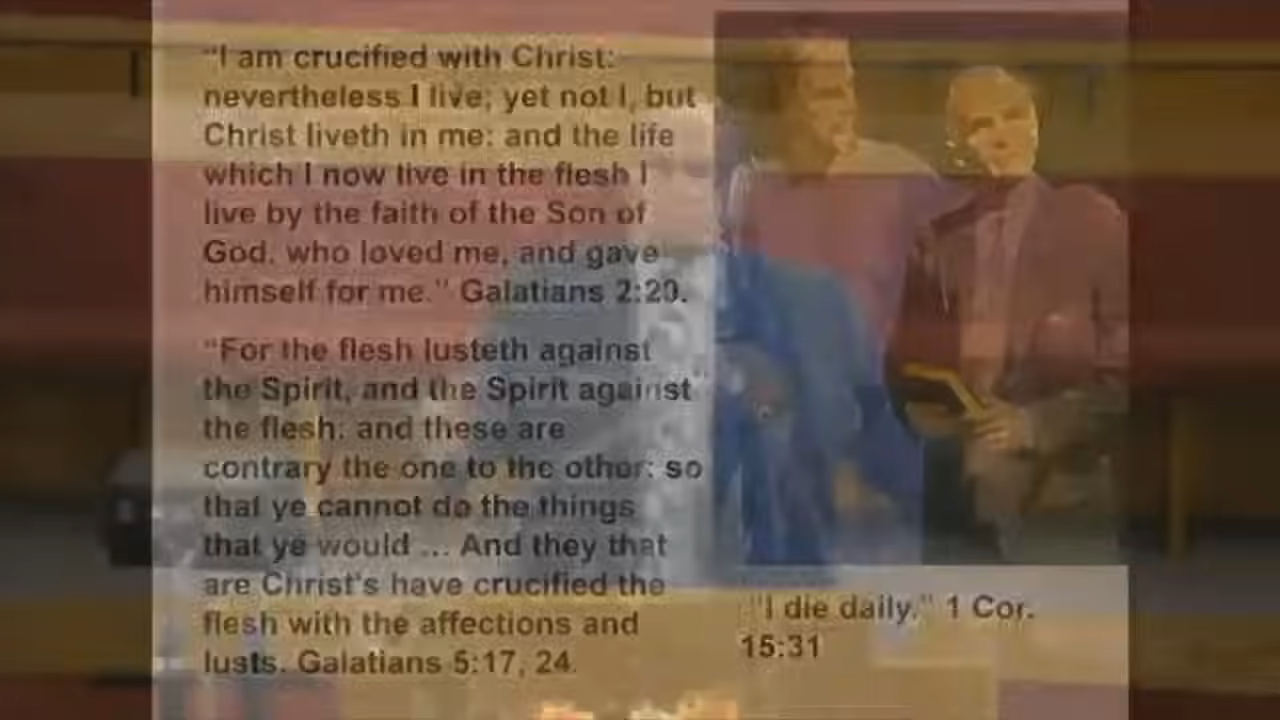 "I am crucified with Christ:
nevertheless I live; yet not I, but
Christ liveth in me: and the life
which I now live in the flesh I
live by the faith of the Son of
God, who loved me, and gave
himself for me." Galatians 2:20.
"For the flesh lusteth against
the Spirit, and the Spirit against"
the flesh: and these are
contrary the one to the other: so
that ye cannot do the things
that ye would ... And they that
are Christ's have crucified the
flesh with the affections and
lusts. Galatians 5:17, 24.
"I die daily." 1 Cor.
15:31